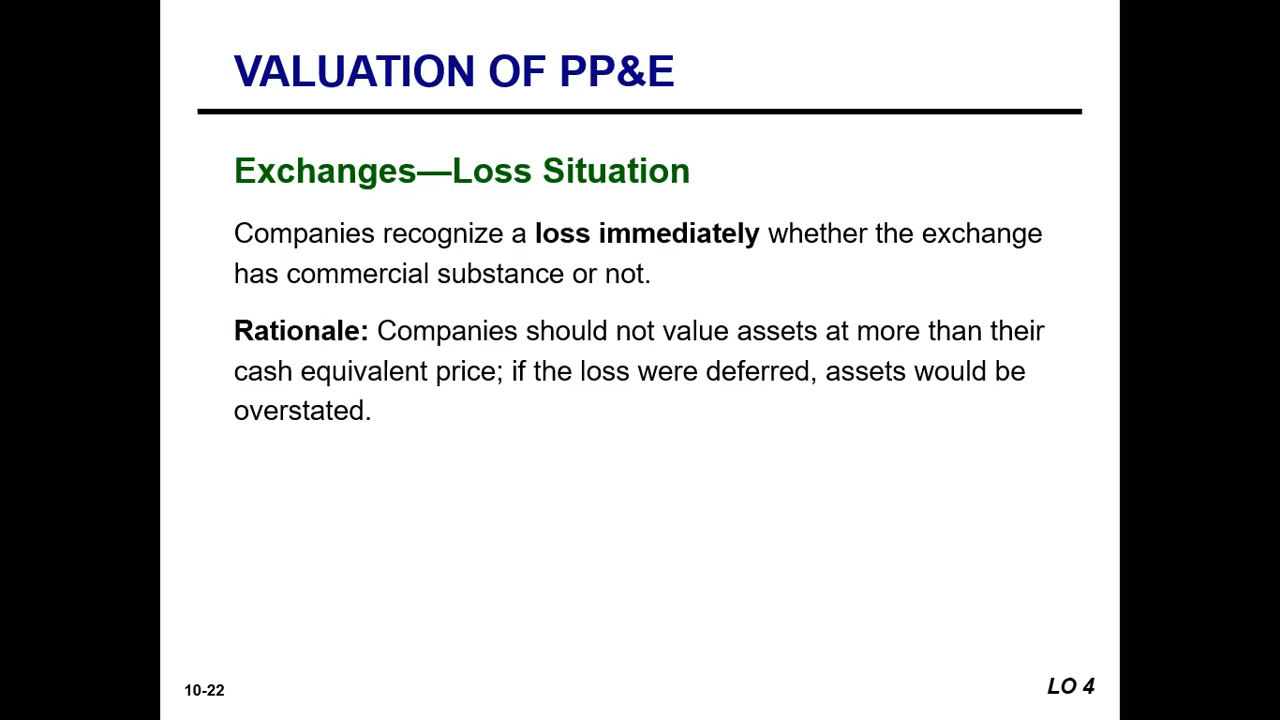 VALUATION OF PP&E
Exchanges—Loss Situation
Companies recognize a loss immediately whether the exchange
has commercial substance or not.
Rationale: Companies should not value assets at more than their
cash equivalent price; if the loss were deferred, assets would be
overstated.
10-22
LO 4